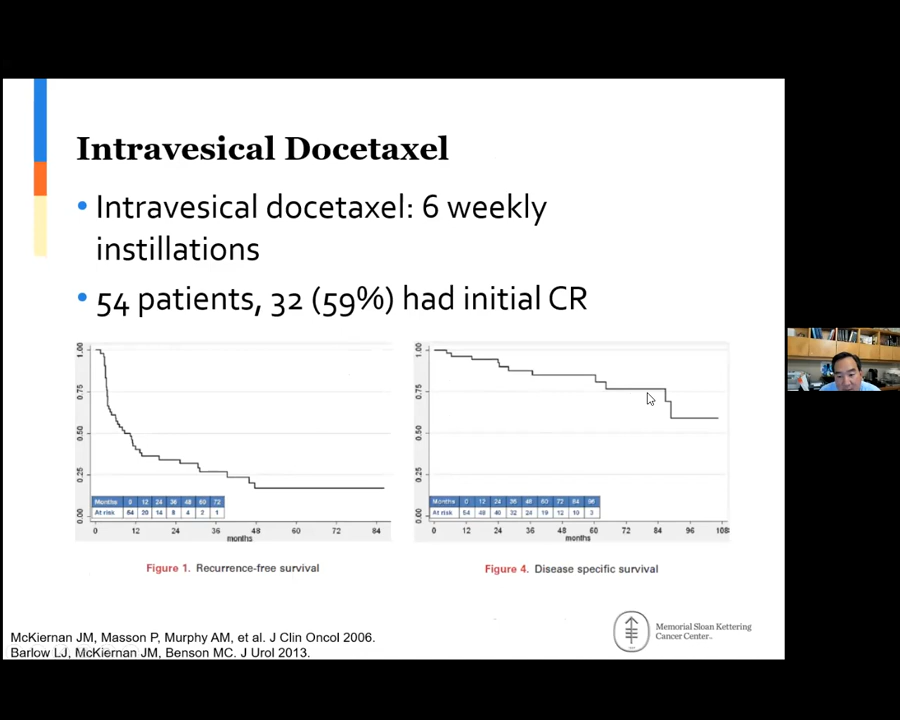 Intravesical Docetaxel
• Intravesical docetaxel: 6 weekly
instillations
• 54 patients, 32 (59%) had initial CR
1.00
0.75
0.50
0.25
0.00
Months 0 12 24 36 48 60 72
At risk 54 20 14 8 4 2 1
0 12 24 36 48 60 72 84
months
Figure 1. Recurrence-free survival
1.00
0.75
0.50
0.25
0.00
Months 0 12 24 36 48 60 72 84 96
At risk 54 48 40 32 24 19 12 10 3
0 12 24 36 48 60 72 84 96 108
months
Figure 4. Disease specific survival
McKiernan JM, Masson P, Murphy AM, et al. J Clin Oncol 2006.
Barlow LJ, McKiernan JM, Benson MC. J Urol 2013.
Memorial Sloan Kettering
Cancer Center